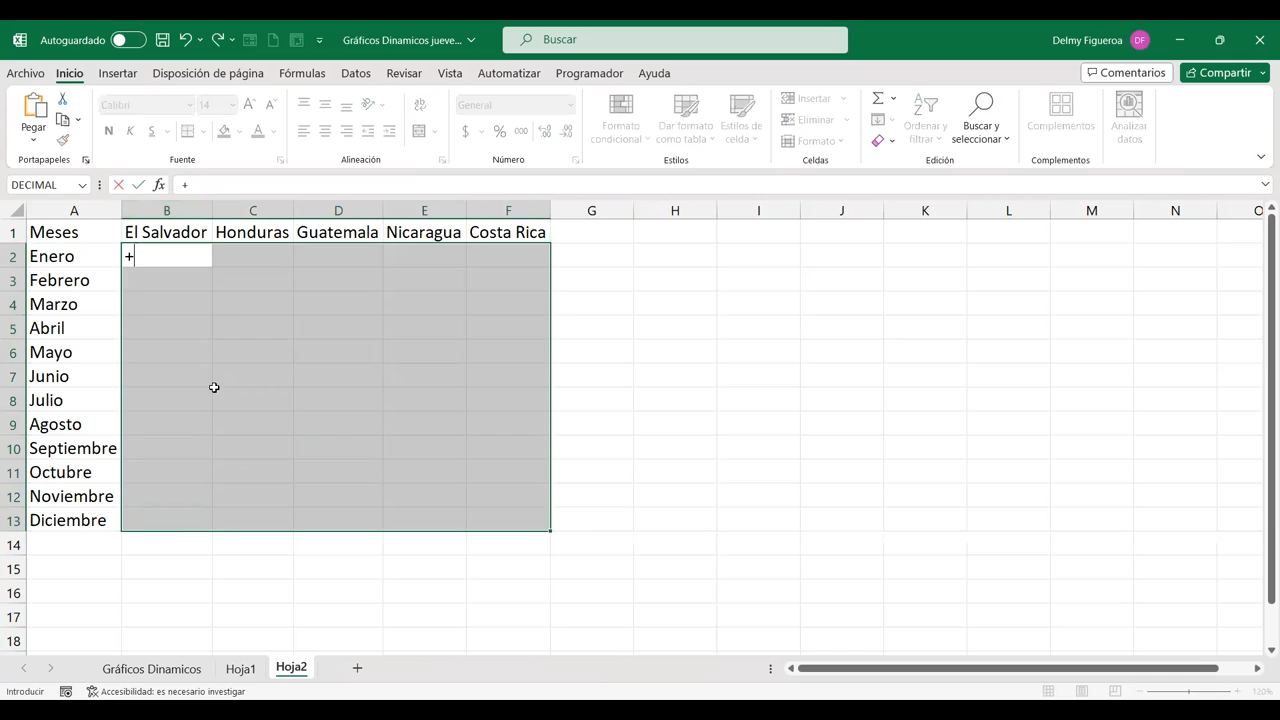 Autoguardado
Gráficos Dinamicos jueve...
Buscar
Delmy Figueroa
DF
Archivo Inicio Insertar Disposición de página Fórmulas Datos Revisar Vista Automatizar Programador Ayuda
Comentarios
Compartir
Pegar
Portapapeles
Calibri
14
N K S
Fuente
Alineación
General
$ % 000
Número
Formato condicional
Dar formato como tabla
Estilos de celda
Estilos
Insertar
Eliminar
Formato
Celdas
Ordenar y filtrar
Buscar y seleccionar
Edición
Complementos
Complementos
Analizar datos
DECIMAL
fx
+
A B C D E F G H I J K L M N O
1 Meses El Salvador Honduras Guatemala Nicaragua Costa Rica
2 Enero +
3 Febrero
4 Marzo
5 Abril
6 Mayo
7 Junio
8 Julio
9 Agosto
10 Septiembre
11 Octubre
12 Noviembre
13 Diciembre
14
15
16
17
18
Gráficos Dinamicos Hoja1 Hoja2
Introducir
Accesibilidad: es necesario investigar
120%